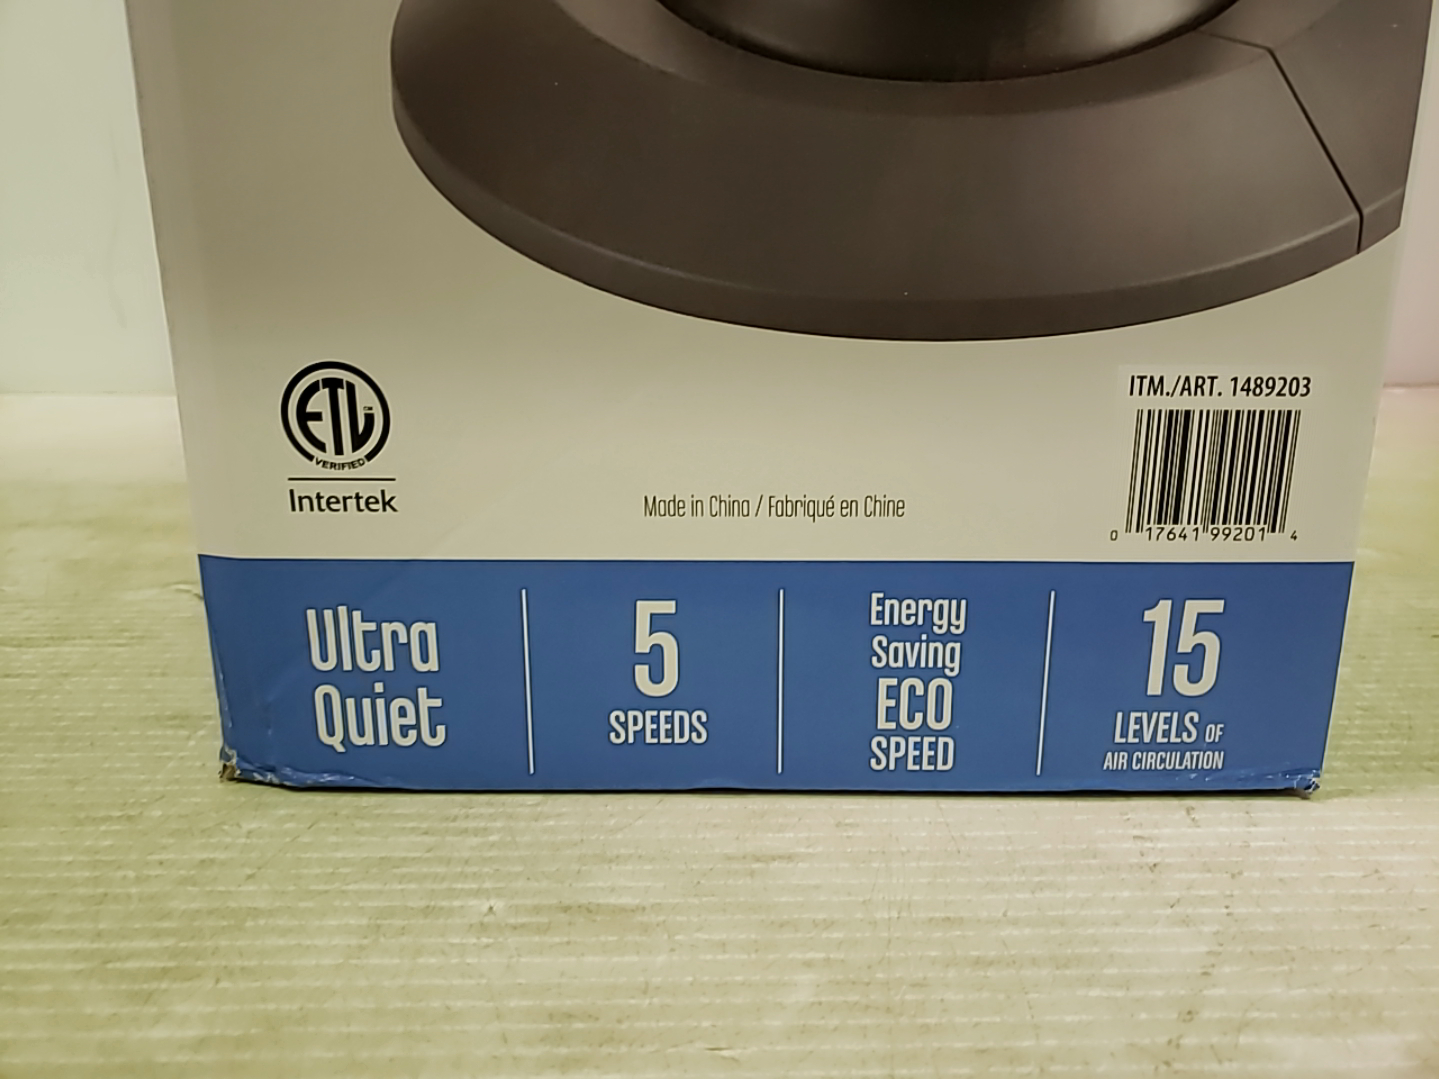 ITM./ART. 1489203
ETL
VERIFIED
Intertek
Made in China / Fabriqué en Chine
0 17641 99201 4
Ultra
Quiet
5
SPEEDS
Energy
Saving
ECO
SPEED
15
LEVELS OF
AIR CIRCULATION